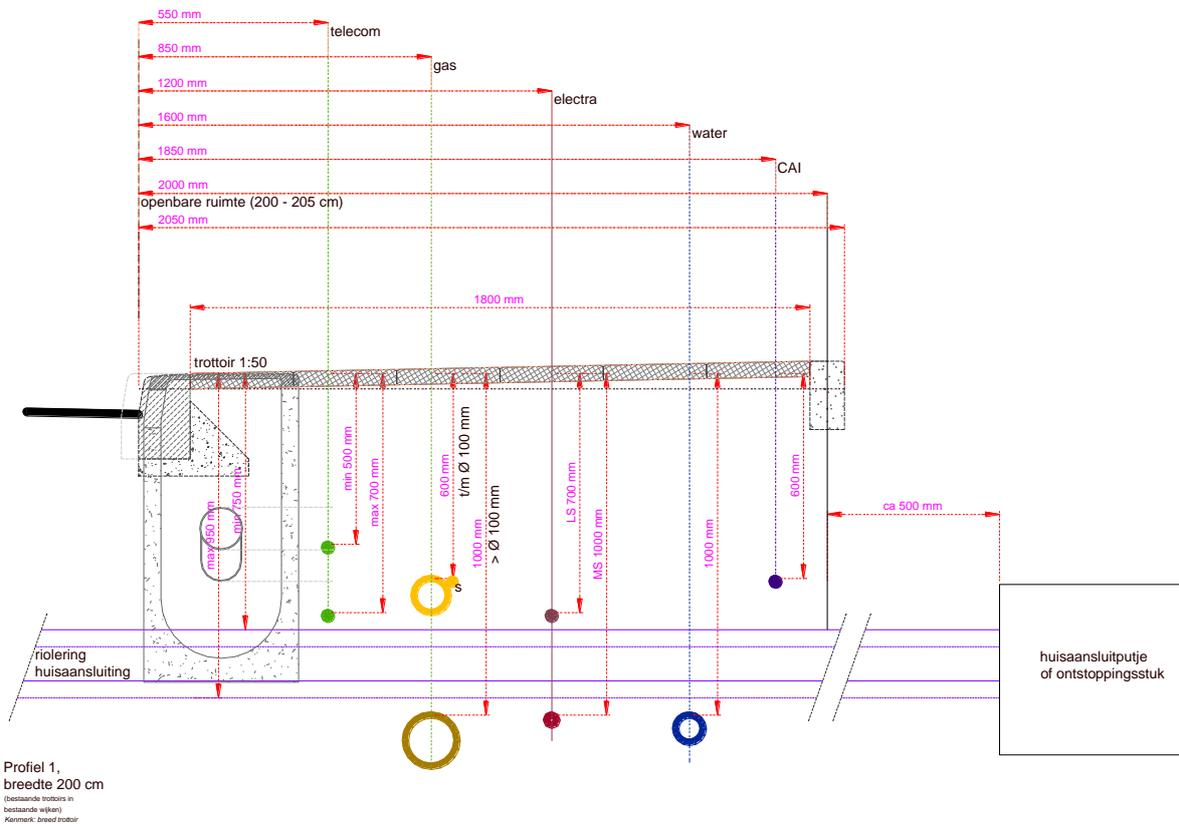 550 mm
telecom
850 mm
gas
1200 mm
electra
1600 mm
water
1850 mm
CAI
2000 mm
openbare ruimte (200 - 205 cm)
2050 mm
1800 mm
trottoir 1:50
max 950 mm
min 750 mm
min 500 mm
max 700 mm
600 mm
t/m Ø 100 mm
1000 mm
> Ø 100 mm
s
LS 700 mm
MS 1000 mm
1000 mm
600 mm
ca 500 mm
riolering
huisaansluiting
huisaansluitputje
of ontstoppingsstuk
Profiel 1,
breedte 200 cm
(bestaande trottoirs in
bestaande wijken)
Kenmerk: breed trottoir